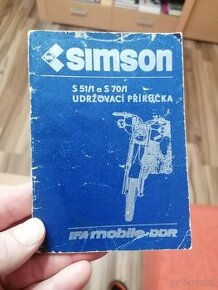 simson
S 51/1 a S 70/1
UDRŽOVACÍ PŘÍRUČKA
IFA mobile-DDR